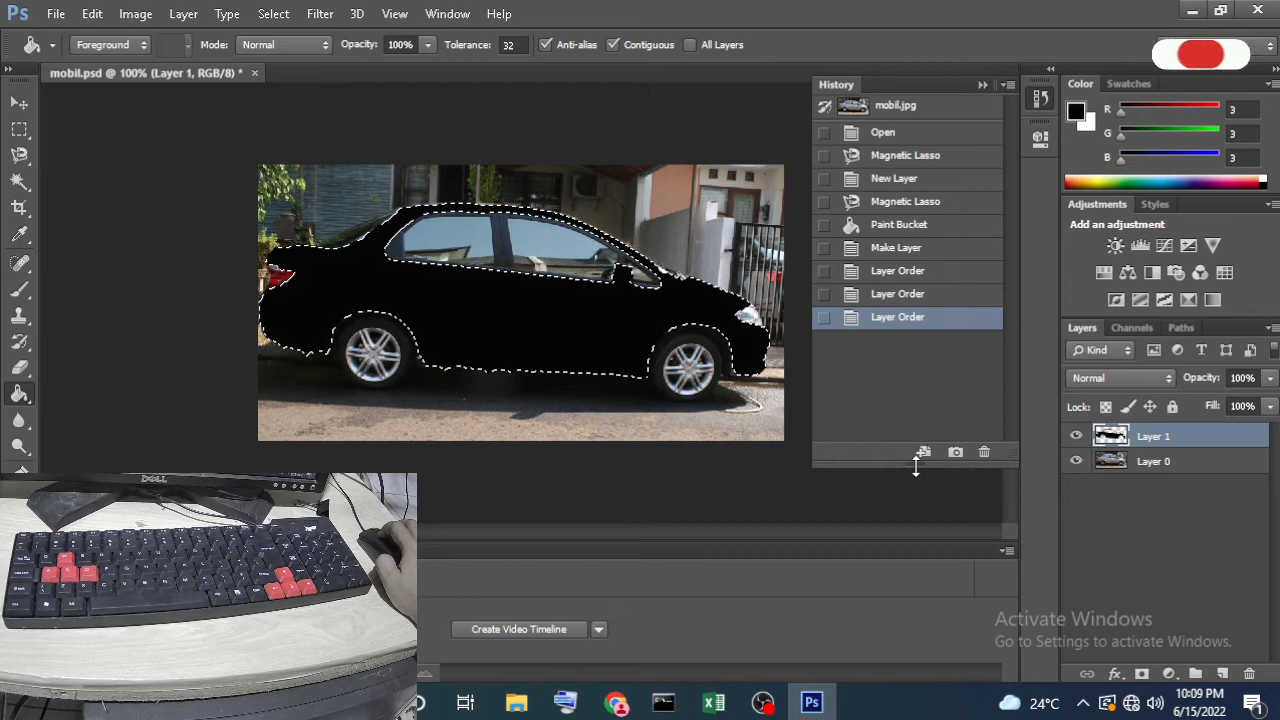 Ps File Edit Image Layer Type Select Filter 3D View Window Help
Foreground Mode: Normal Opacity: 100% Tolerance: 32 Anti-alias Contiguous All Layers
mobil.psd @ 100% (Layer 1, RGB/8) *
History
mobil.jpg
Open
Magnetic Lasso
New Layer
Magnetic Lasso
Paint Bucket
Make Layer
Layer Order
Layer Order
Layer Order
Color Swatches
R 3
G 3
B 3
Adjustments Styles
Add an adjustment
Layers Channels Paths
Kind
Normal Opacity: 100%
Lock: Fill: 100%
Layer 1
Layer 0
DELL
Create Video Timeline
Activate Windows
Go to Settings to activate Windows.
Ps
24°C
10:09 PM
6/15/2022
1